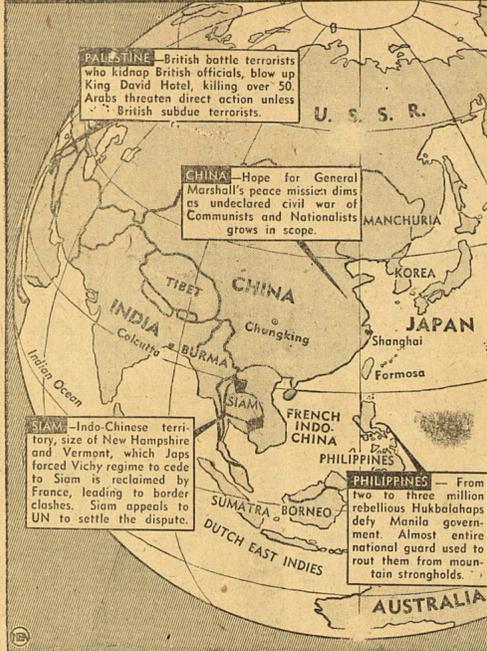 PALESTINE—British battle terrorists
who kidnap British officials, blow up
King David Hotel, killing over 50.
Arabs threaten direct action unless
British subdue terrorists.
U. S. S. R.
CHINA—Hope for General
Marshall's peace mission dims
as undeclared civil war of
Communists and Nationalists
grows in scope.
MANCHURIA
KOREA
TIBET
CHINA
JAPAN
INDIA
Chungking
Calcutta
BURMA
Shanghai
Indian Ocean
Formosa
SIAM
FRENCH
INDO-
CHINA
PHILIPPINES
SIAM—Indo-Chinese terri-
tory, size of New Hampshire
and Vermont, which Japs
forced Vichy regime to cede
to Siam is reclaimed by
France, leading to border
clashes. Siam appeals to
UN to settle the dispute.
PHILIPPINES — From
two to three million
rebellious Hukbalahaps
defy Manila govern-
ment. Almost entire
national guard used to
rout them from moun-
tain strongholds.
SUMATRA
BORNEO
DUTCH EAST INDIES
AUSTRALIA
NEA